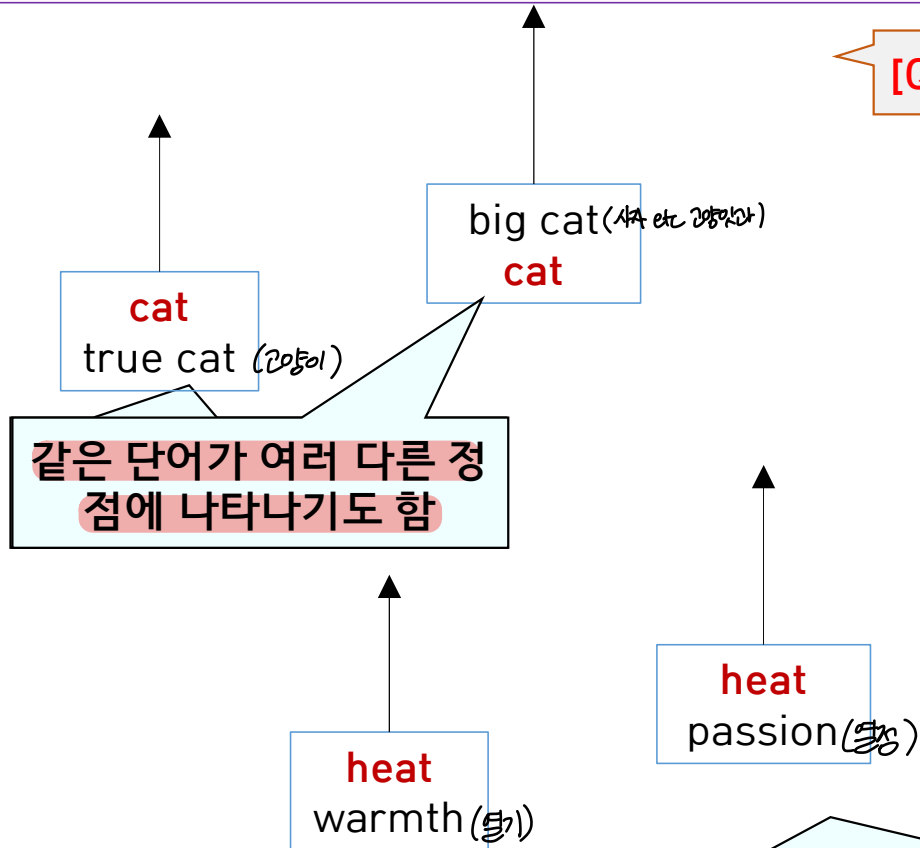 [Q
big cat(사자 etc 고양잇과)
cat
cat
true cat (고양이)
같은 단어가 여러 다른 정
점에 나타나기도 함
heat
passion(열정)
heat
warmth(열기)